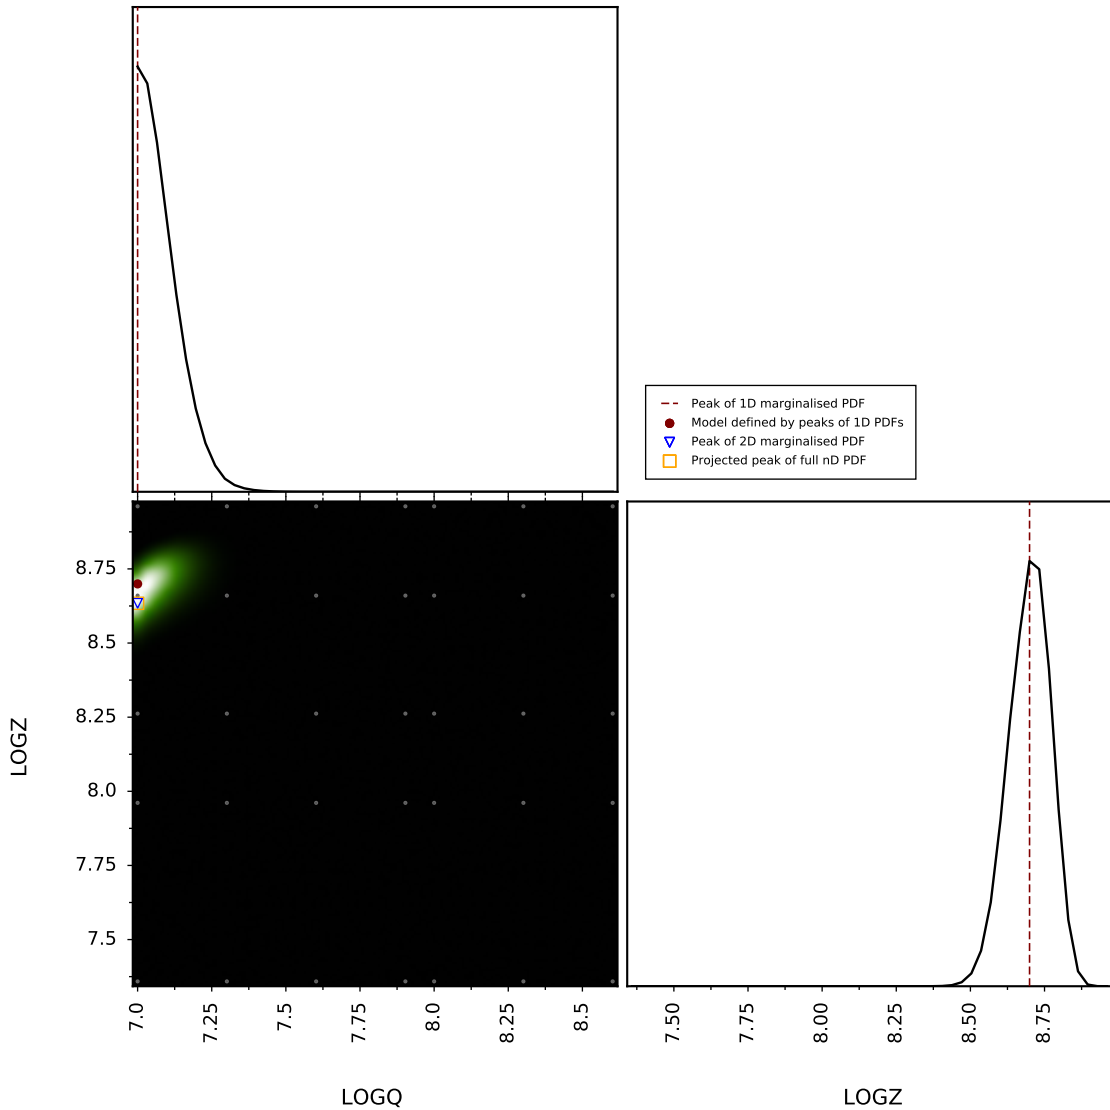 Peak of 1D marginalised PDF
Model defined by peaks of 1D PDFs
Peak of 2D marginalised PDF
Projected peak of full nD PDF
LOGZ
8.75
8.5
8.25
8.0
7.75
7.5
7.0 7.25 7.5 7.75 8.0 8.25 8.5
LOGQ
7.50 7.75 8.00 8.25 8.50 8.75
LOGZ